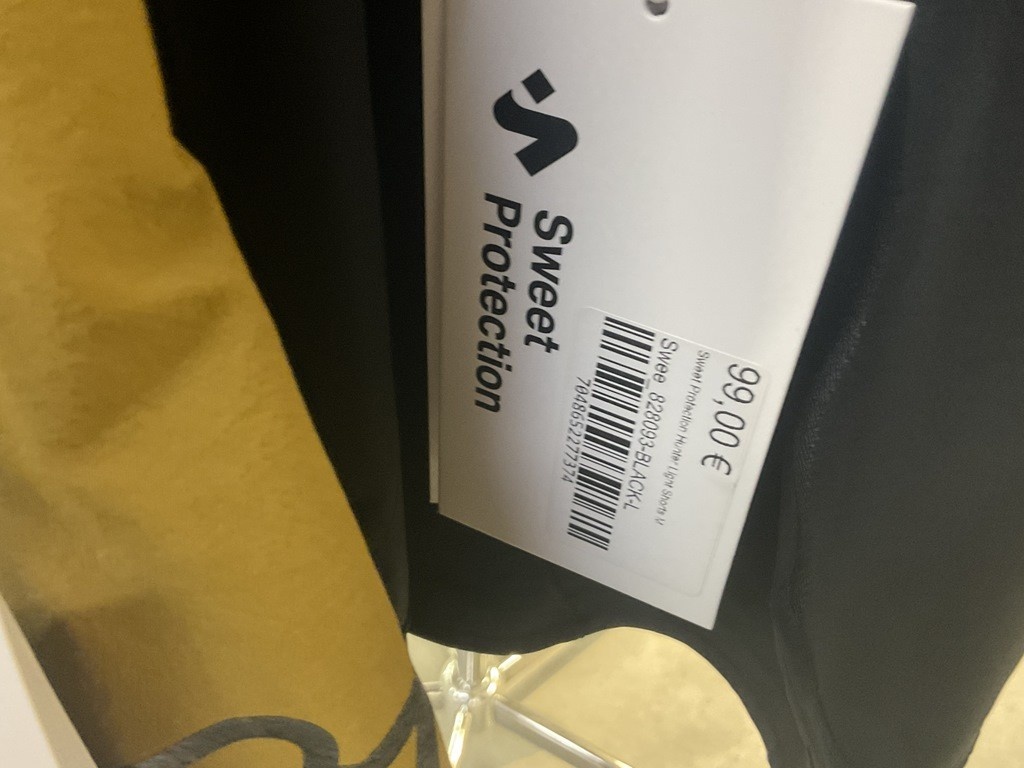 Sweet
Protection
99,00 €
Sweet Protection Hunter Light Shorts
Swee_828093-BLACK-L
7048652277374